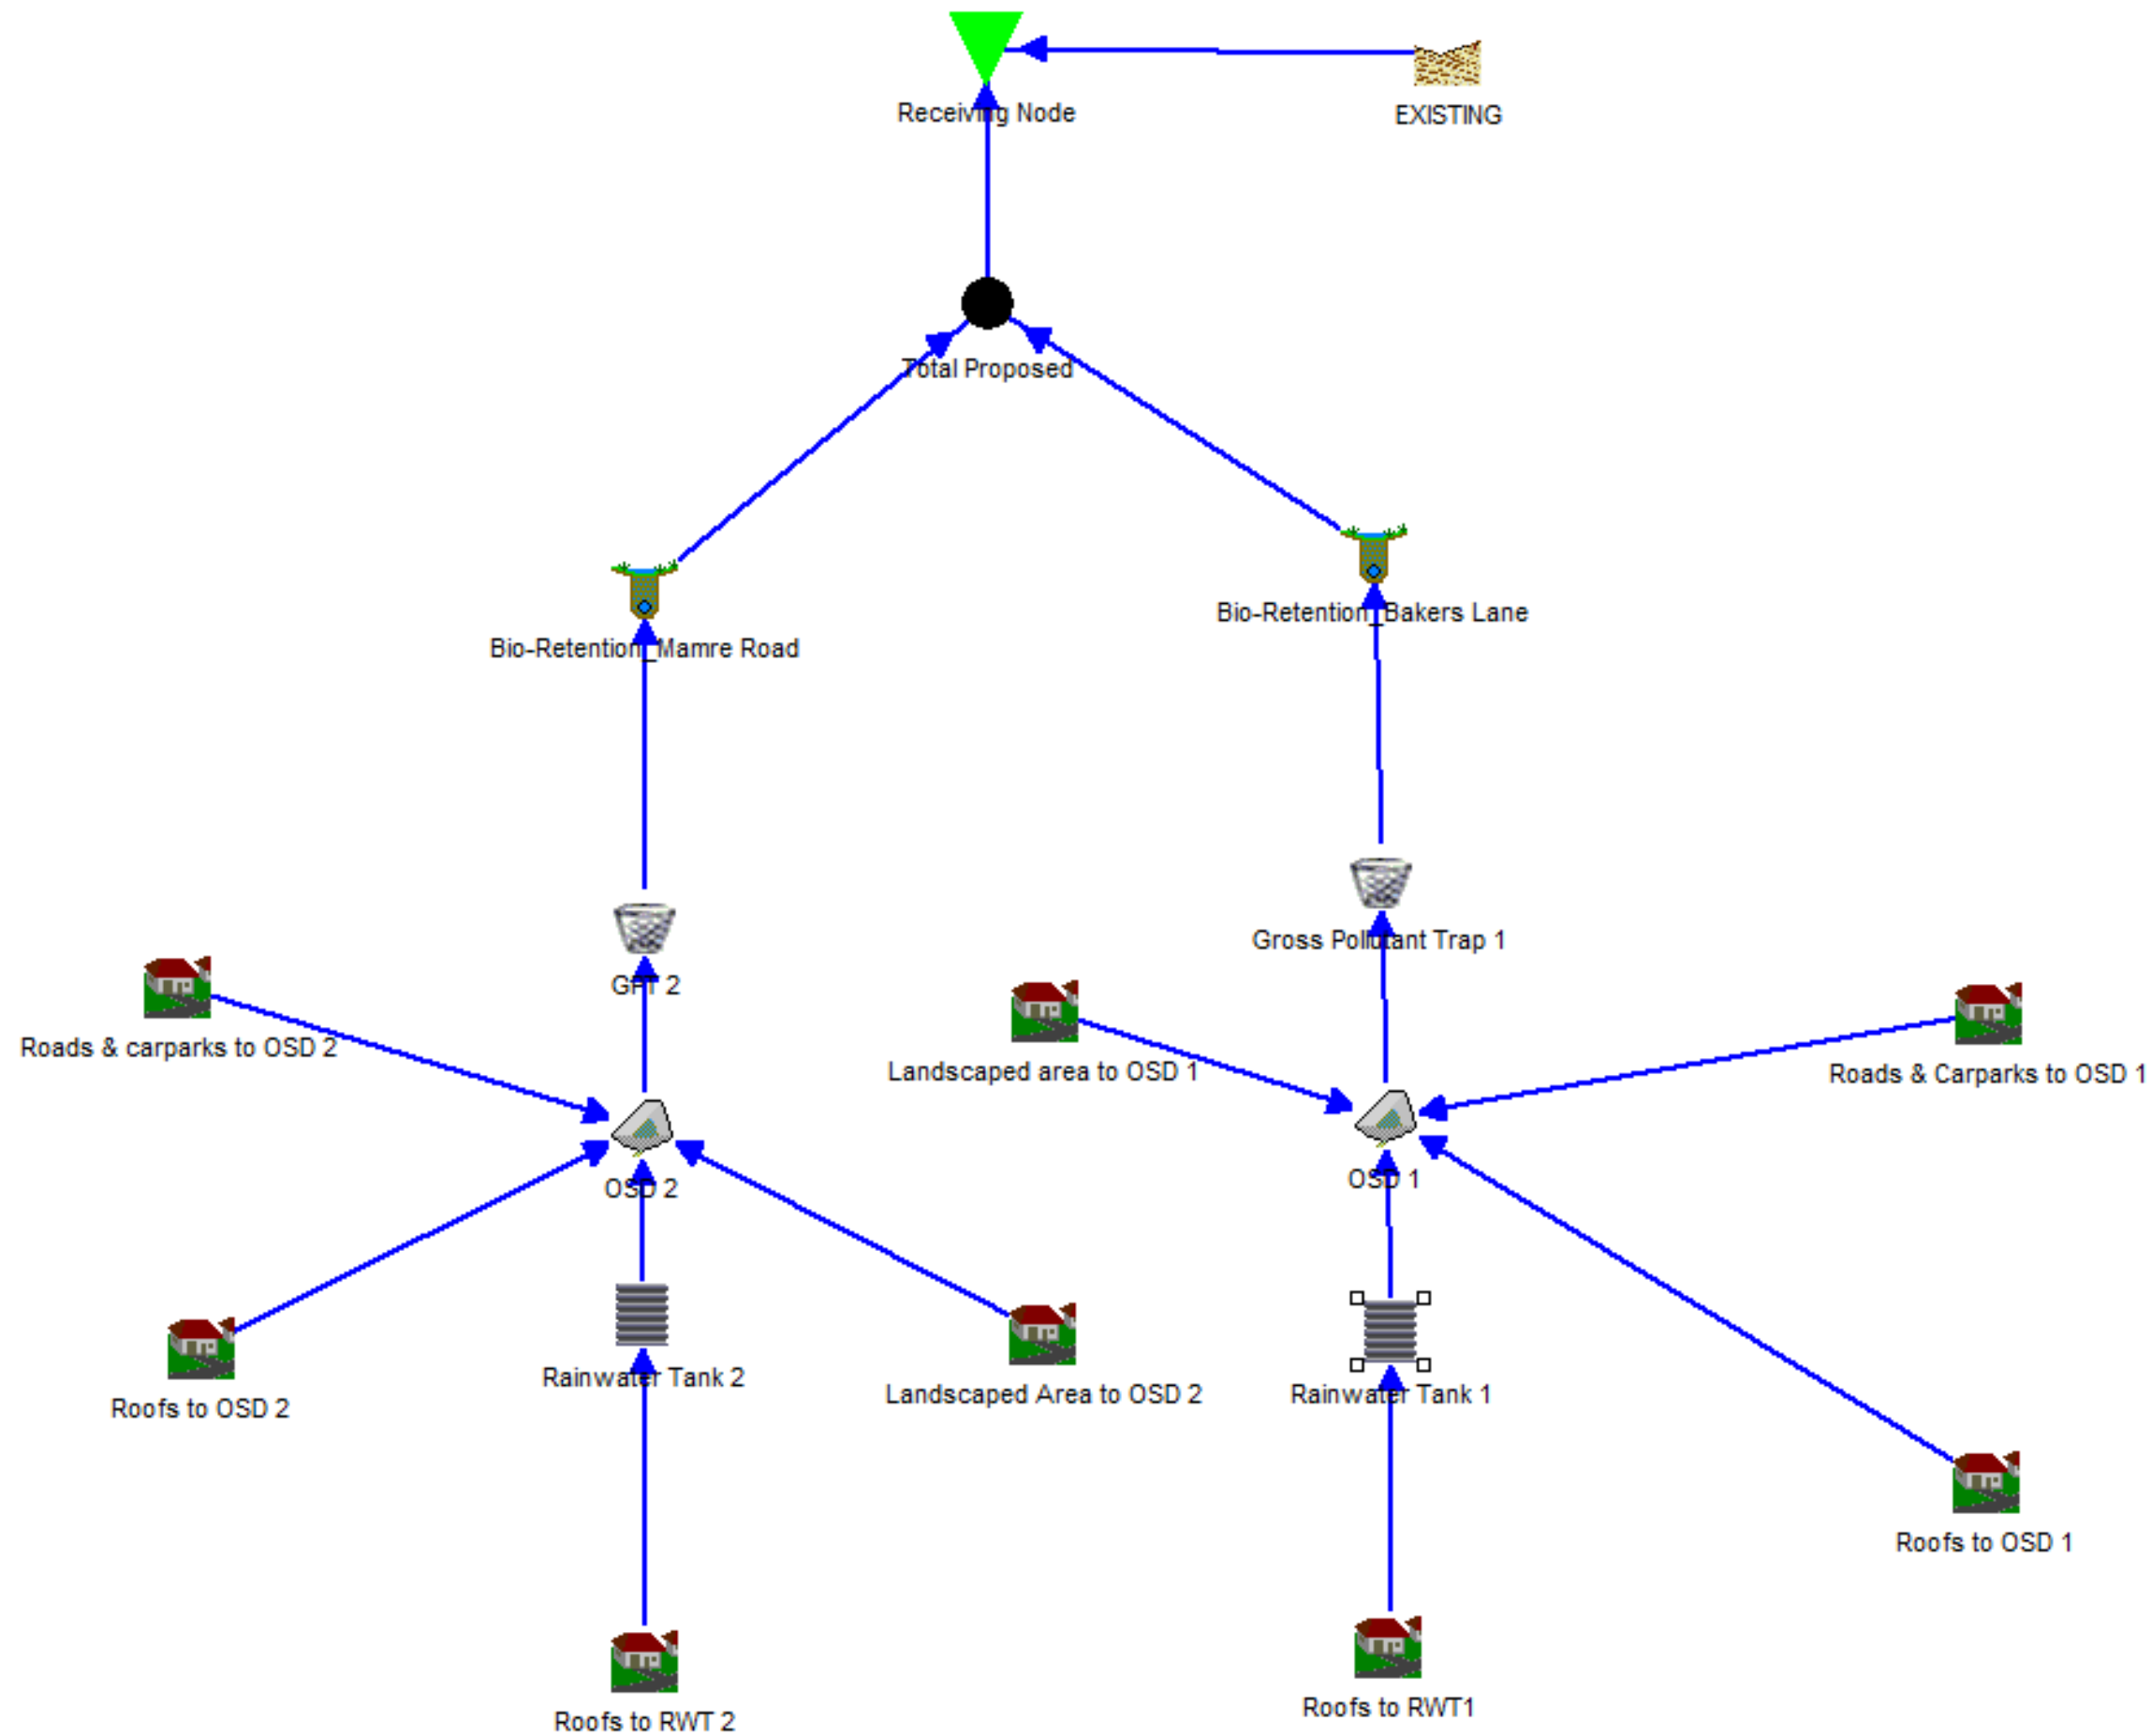 Receiving Node
EXISTING
Total Proposed
Bio-Retention_Bakers Lane
Bio-Retention_Mamre Road
Gross Pollutant Trap 1
GPT 2
Roads & carparks to OSD 2
Landscaped area to OSD 1
Roads & Carparks to OSD 1
OSD 1
OSD 2
Rainwater Tank 2
Landscaped Area to OSD 2
Rainwater Tank 1
Roofs to OSD 2
Roofs to OSD 1
Roofs to RWT1
Roofs to RWT 2